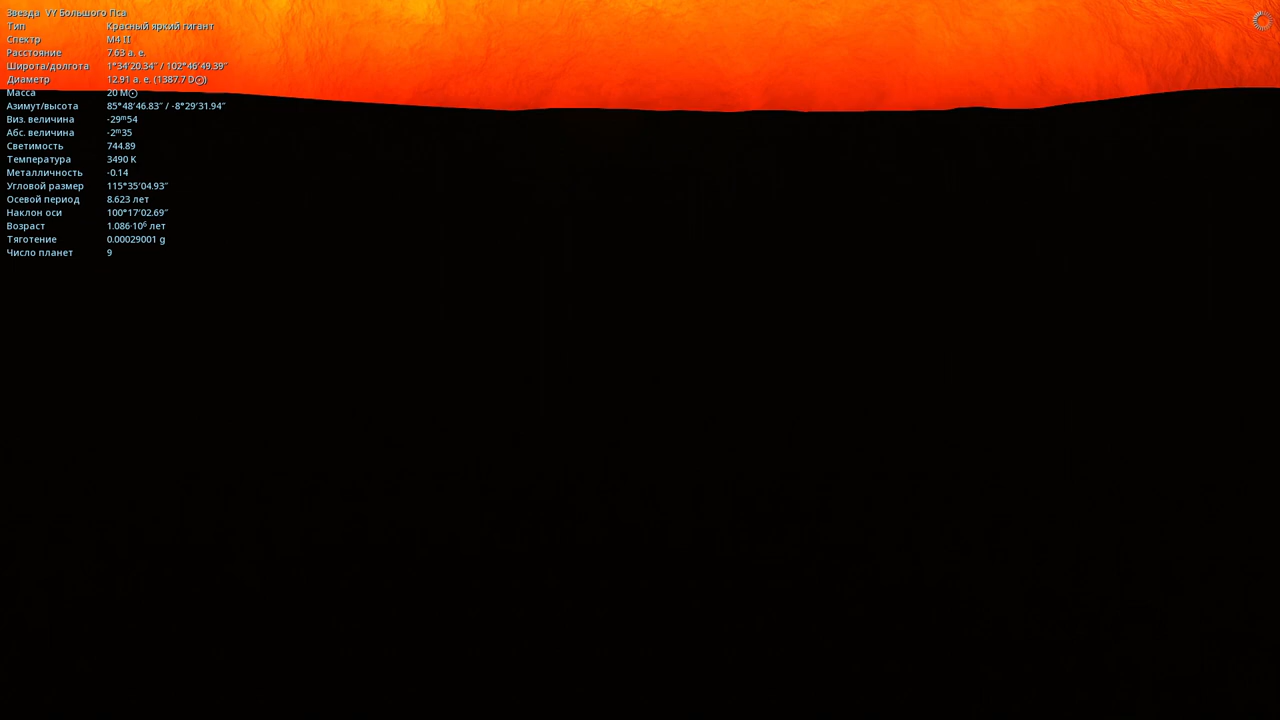 Звезда VY Большого Пса
Тип Красный яркий гигант
Спектр M4 II
Расстояние 7.63 а. е.
Широта/долгота 1°34′20.34″ / 102°46′49.39″
Диаметр 12.91 а. е. (1387.7 D☉)
Масса 20 M☉
Азимут/высота 85°48′46.83″ / -8°29′31.94″
Виз. величина -29ᵐ54
Абс. величина -2ᵐ35
Светимость 744.89
Температура 3490 K
Металличность -0.14
Угловой размер 115°35′04.93″
Осевой период 8.623 лет
Наклон оси 100°17′02.69″
Возраст 1.086·10⁶ лет
Тяготение 0.00029001 g
Число планет 9